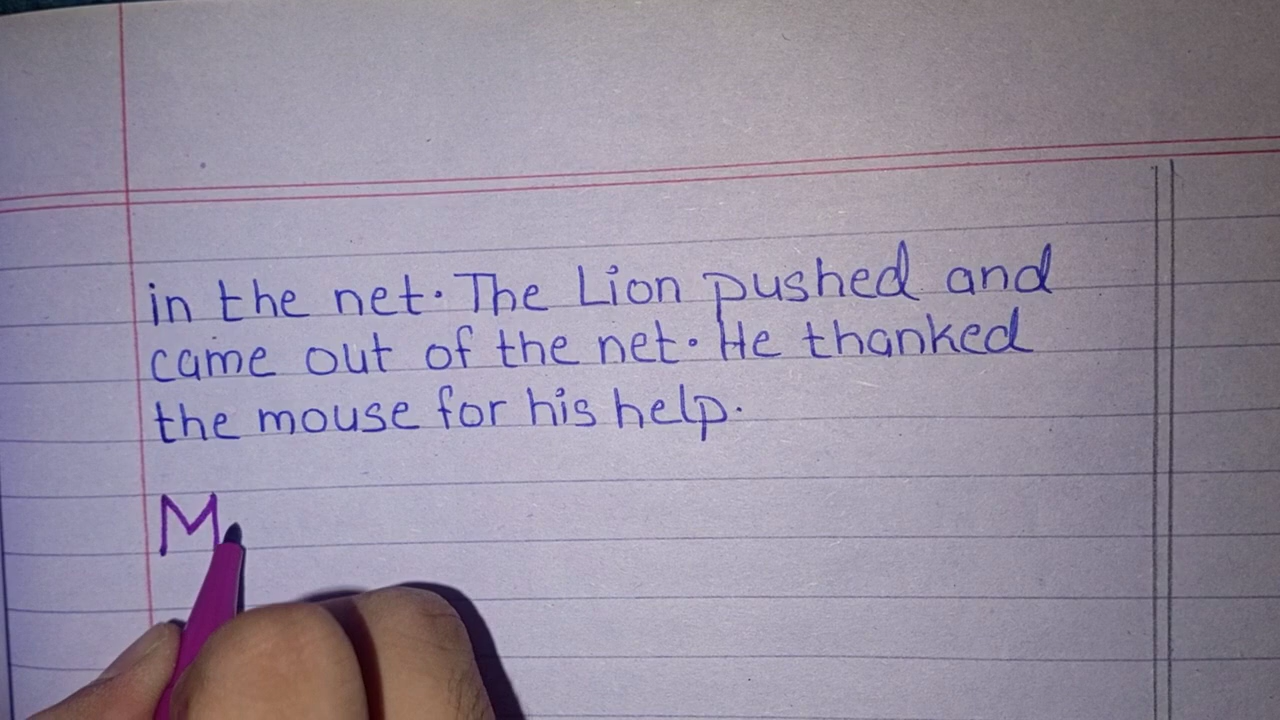 in the net. The Lion pushed and
came out of the net. He thanked
the mouse for his help.
M